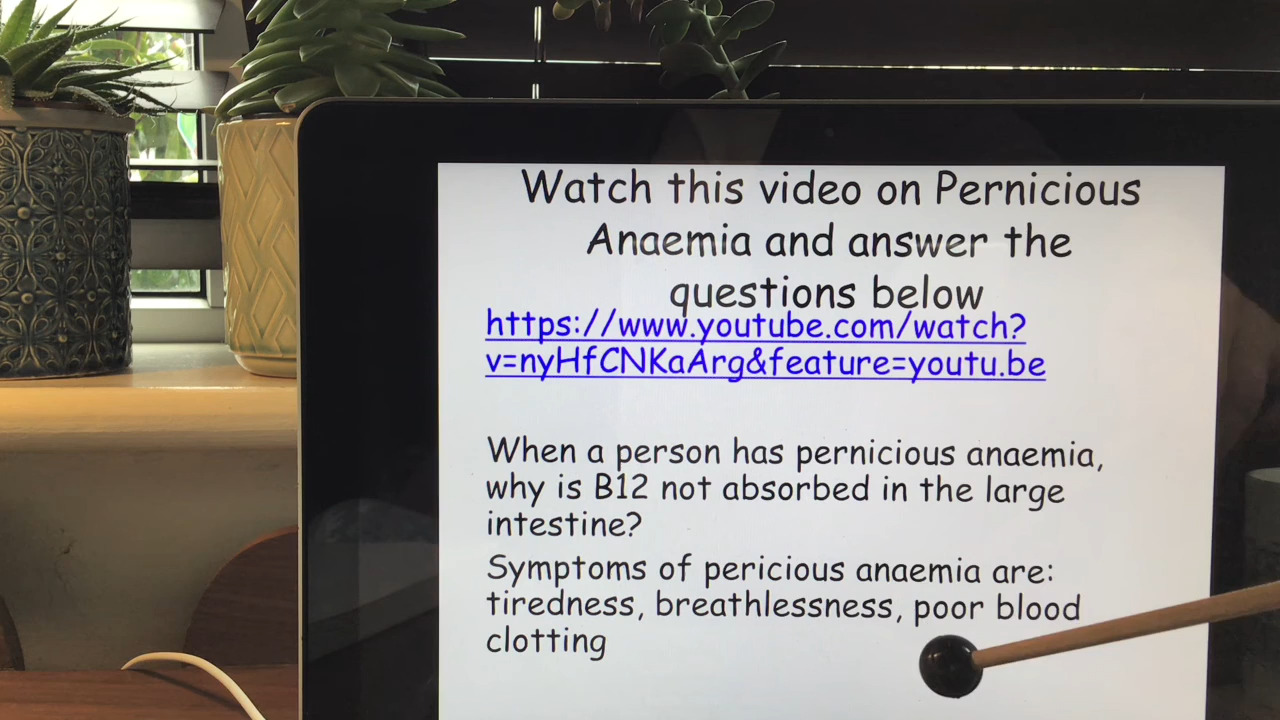 Watch this video on Pernicious
Anaemia and answer the
questions below
https://www.youtube.com/watch?
v=nyHfCNKaArg&feature=youtu.be
When a person has pernicious anaemia,
why is B12 not absorbed in the large
intestine?
Symptoms of pericious anaemia are:
tiredness, breathlessness, poor blood
clotting